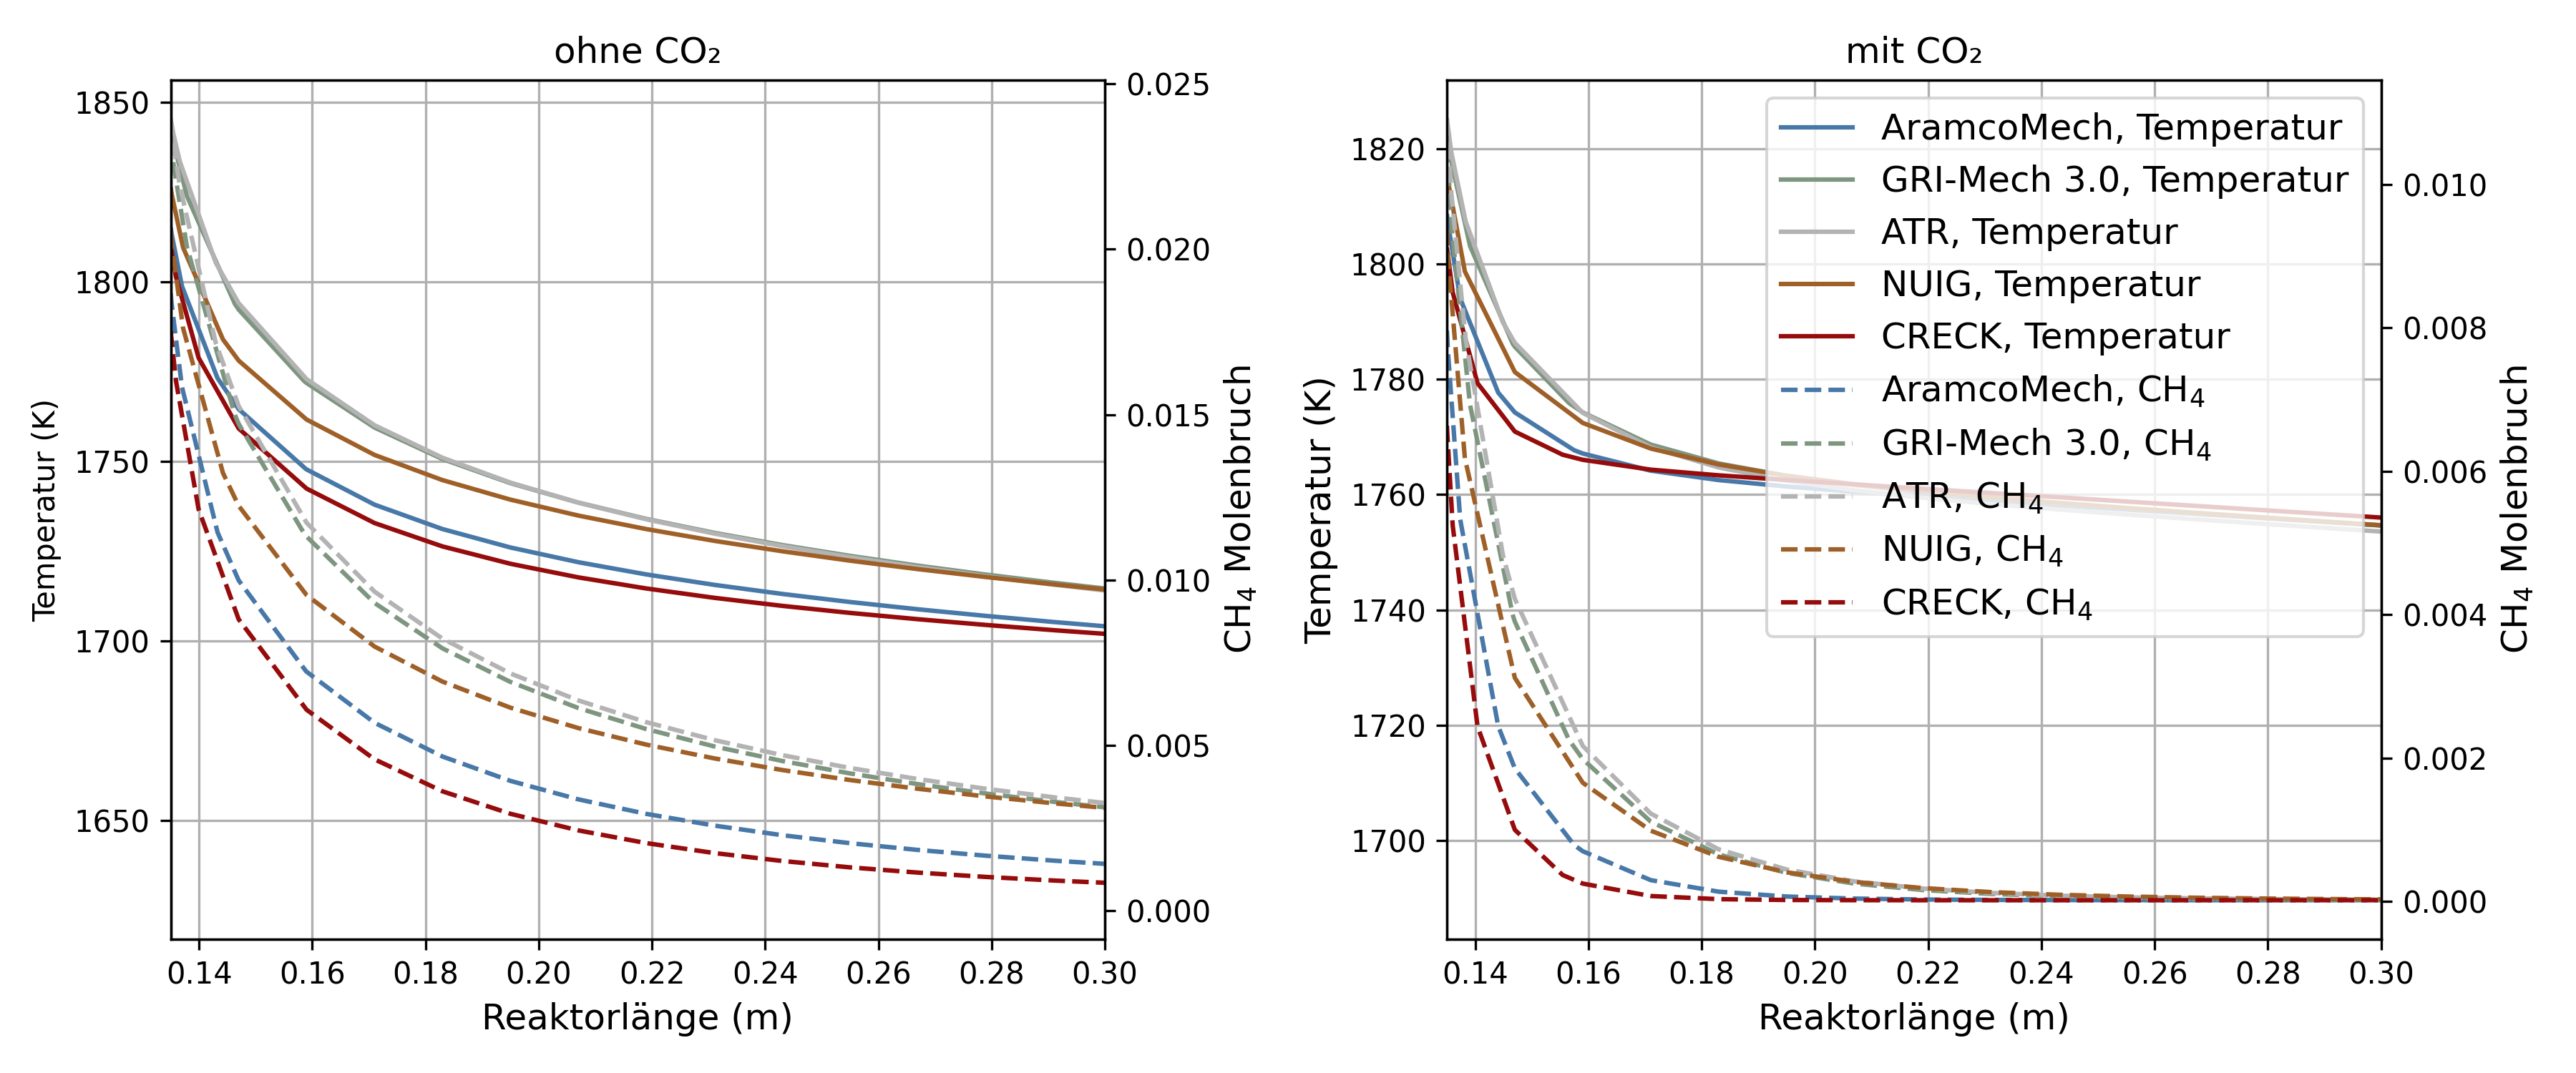 ohne CO₂
1850
1800
1750
1700
1650
Temperatur (K)
0.025
0.020
0.015
0.010
0.005
0.000
CH₄ Molenbruch
0.14 0.16 0.18 0.20 0.22 0.24 0.26 0.28 0.30
Reaktorlänge (m)
mit CO₂
1820
1800
1780
1760
1740
1720
1700
Temperatur (K)
AramcoMech, Temperatur
GRI-Mech 3.0, Temperatur
ATR, Temperatur
NUIG, Temperatur
CRECK, Temperatur
AramcoMech, CH₄
GRI-Mech 3.0, CH₄
ATR, CH₄
NUIG, CH₄
CRECK, CH₄
0.010
0.008
0.006
0.004
0.002
0.000
CH₄ Molenbruch
0.14 0.16 0.18 0.20 0.22 0.24 0.26 0.28 0.30
Reaktorlänge (m)